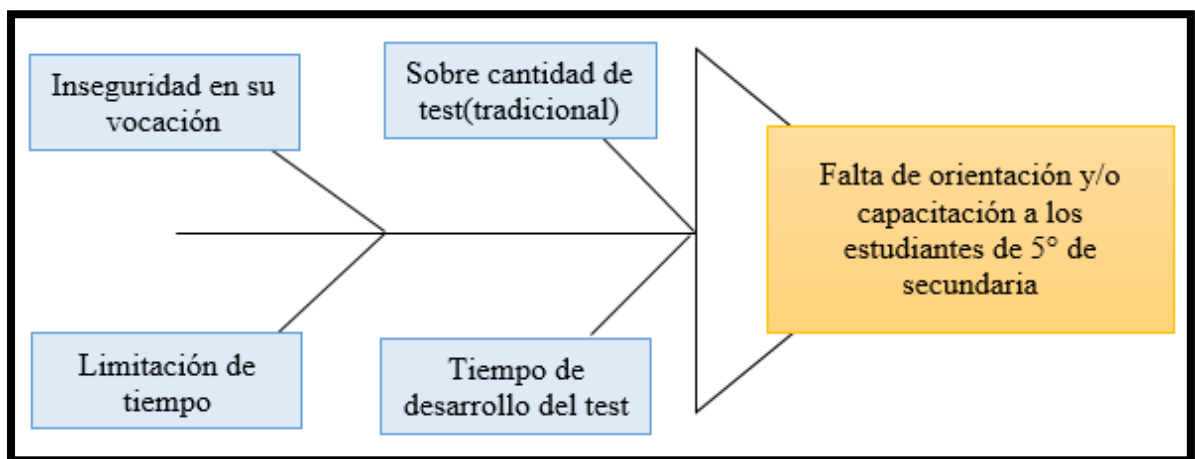 Inseguridad en su
vocación
Sobre cantidad de
test(tradicional)
Falta de orientación y/o
capacitación a los
estudiantes de 5° de
secundaria
Limitación de
tiempo
Tiempo de
desarrollo del test